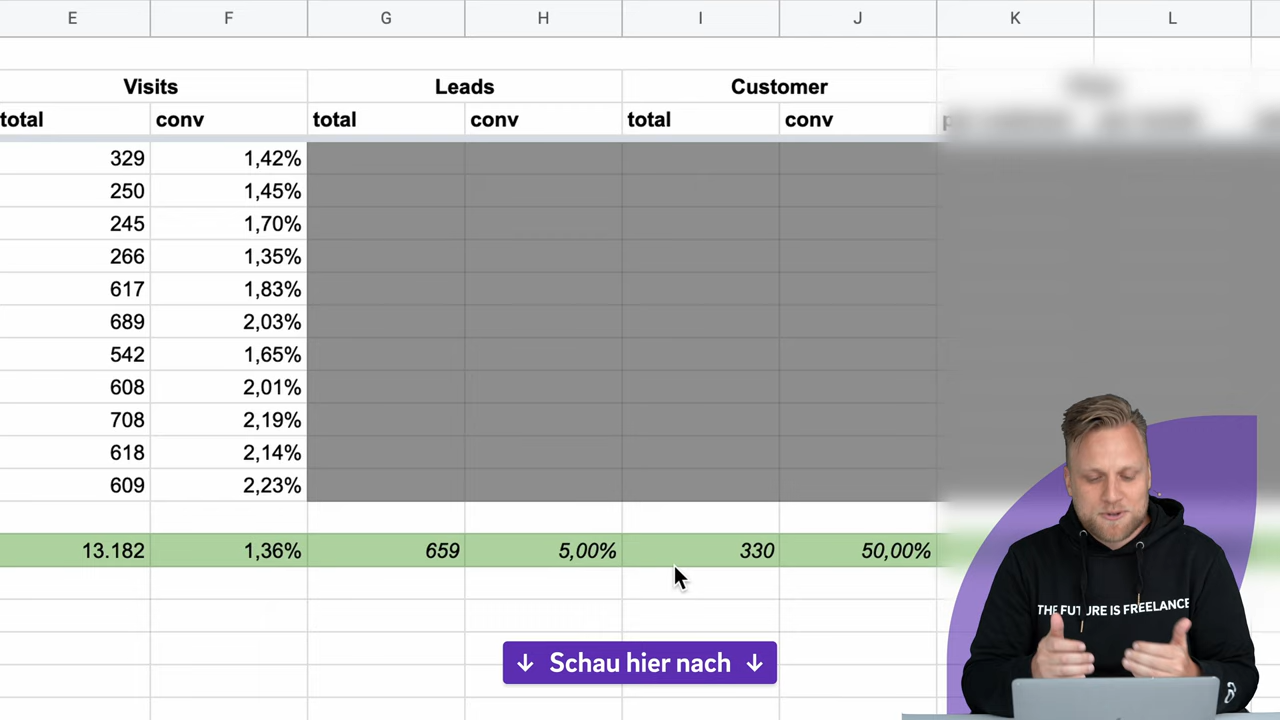 E F G H I J K L
Visits Leads Customer
total conv total conv total conv
329 1,42%
250 1,45%
245 1,70%
266 1,35%
617 1,83%
689 2,03%
542 1,65%
608 2,01%
708 2,19%
618 2,14%
609 2,23%
13.182 1,36% 659 5,00% 330 50,00%
THE FUTURE IS FREELANCE
↓ Schau hier nach ↓